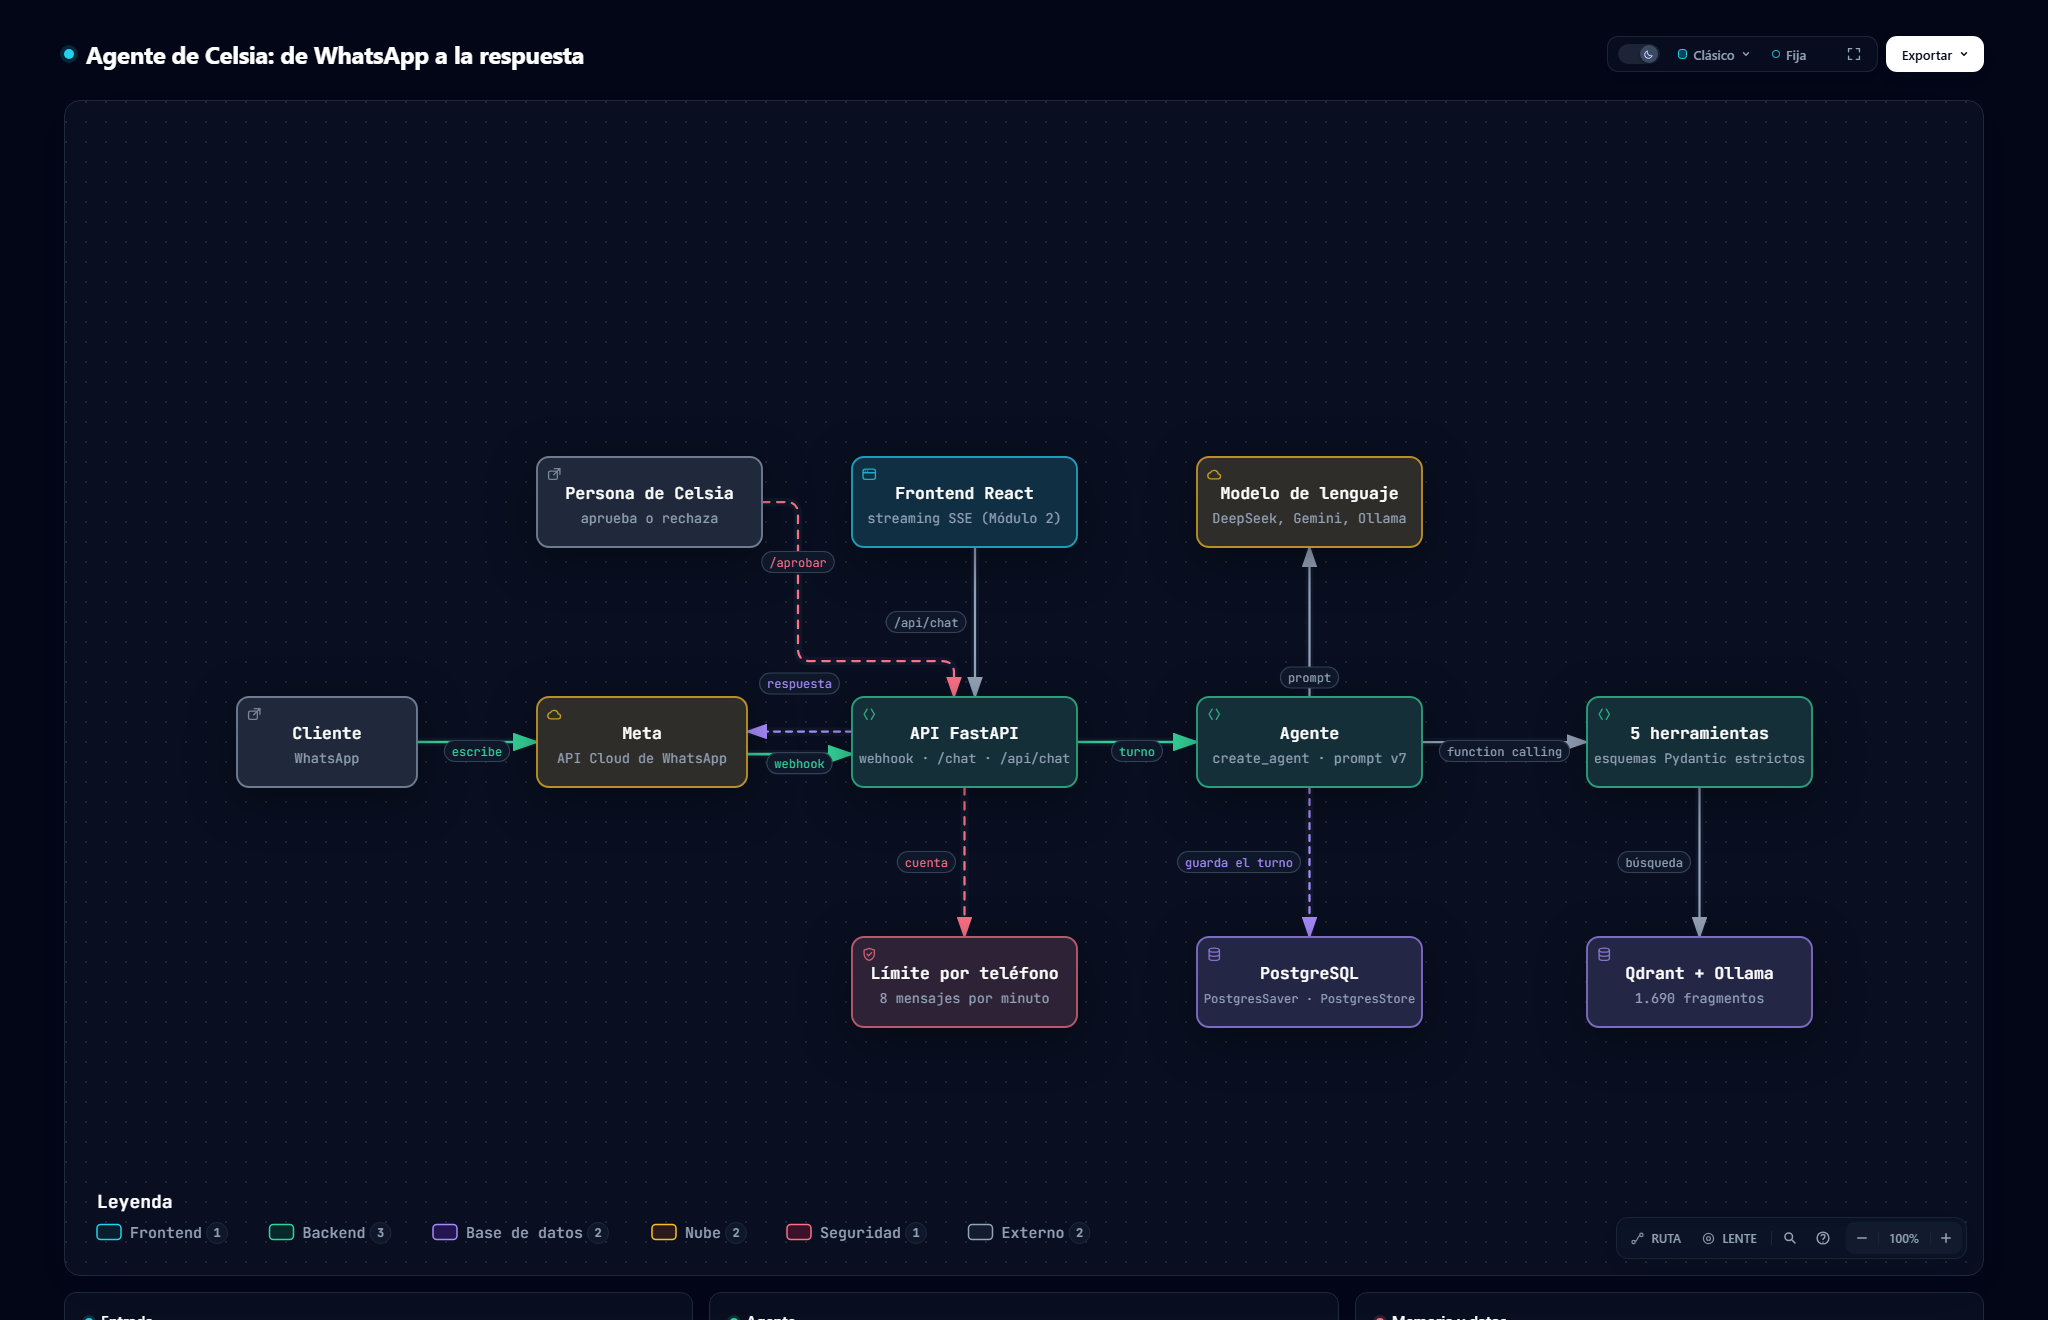 Agente de Celsia: de WhatsApp a la respuesta
Clásico
Fija
Exportar
Persona de Celsia
aprueba o rechaza
Frontend React
streaming SSE (Módulo 2)
Modelo de lenguaje
DeepSeek, Gemini, Ollama
/aprobar
/api/chat
prompt
respuesta
Cliente
WhatsApp
escribe
Meta
API Cloud de WhatsApp
webhook
API FastAPI
webhook · /chat · /api/chat
turno
Agente
create_agent · prompt v7
function calling
5 herramientas
esquemas Pydantic estrictos
cuenta
guarda el turno
búsqueda
Límite por teléfono
8 mensajes por minuto
PostgreSQL
PostgresSaver · PostgresStore
Qdrant + Ollama
1.690 fragmentos
Leyenda
Frontend 1
Backend 3
Base de datos 2
Nube 2
Seguridad 1
Externo 2
RUTA
LENTE
− 100% +
Entrada
Agente
Memoria y datos